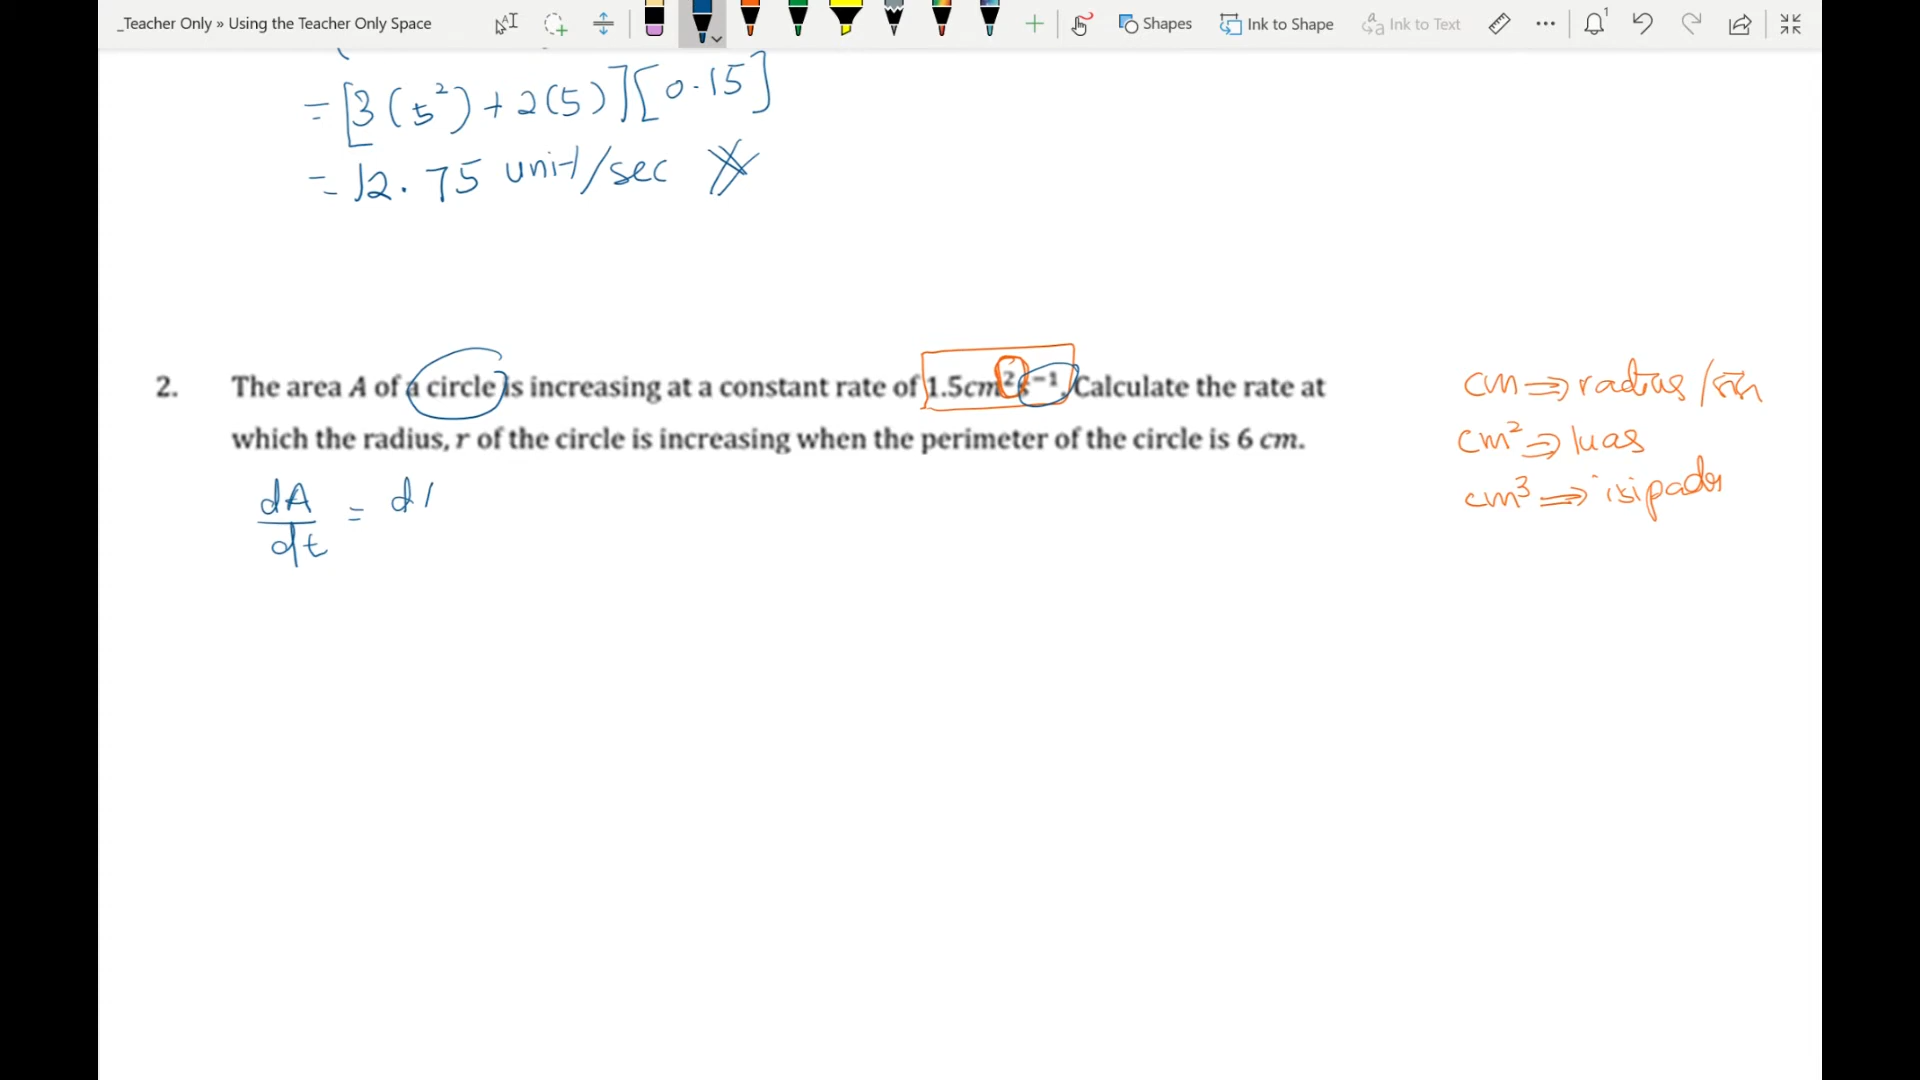 _Teacher Only » Using the Teacher Only Space
Shapes
Ink to Shape
Ink to Text
1
= [3(5²) + 2(5)][0.15]
= 12.75 unit/sec
2. The area A of a circle is increasing at a constant rate of 1.5cm² s⁻¹. Calculate the rate at
which the radius, r of the circle is increasing when the perimeter of the circle is 6 cm.
cm ⇒ radius /
cm² ⇒ luas
cm³ ⇒ isipadu
dA
dt
= d